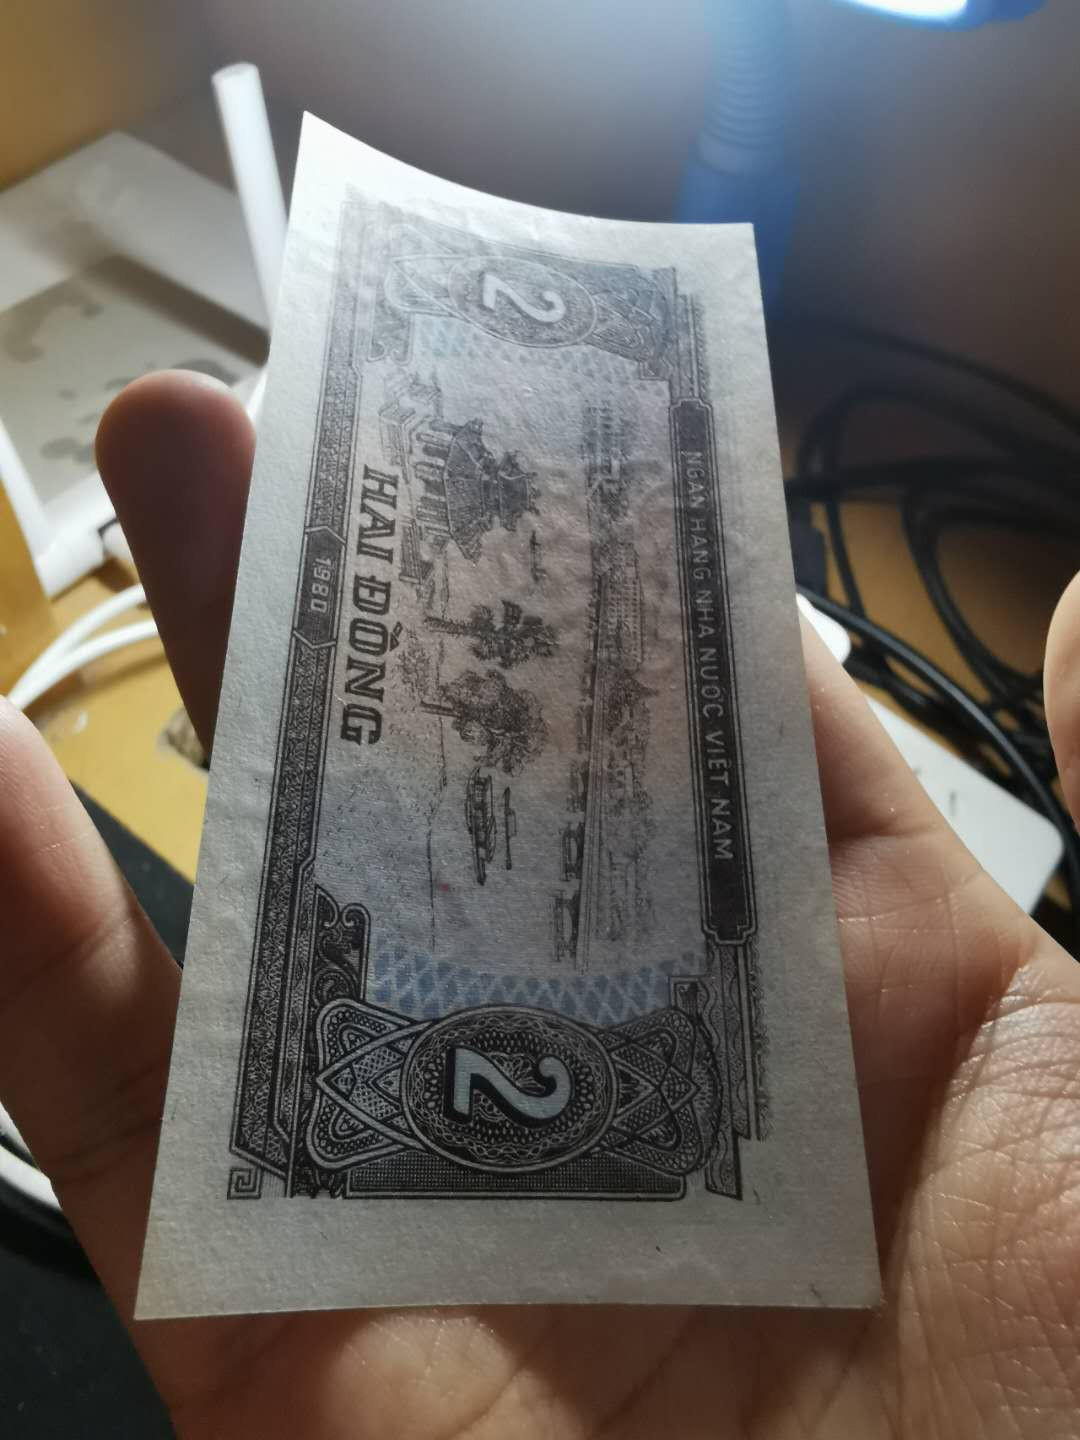 2
NGÂN HÀNG NHÀ NƯỚC VIỆT NAM
HAI ĐỒNG
1980
2